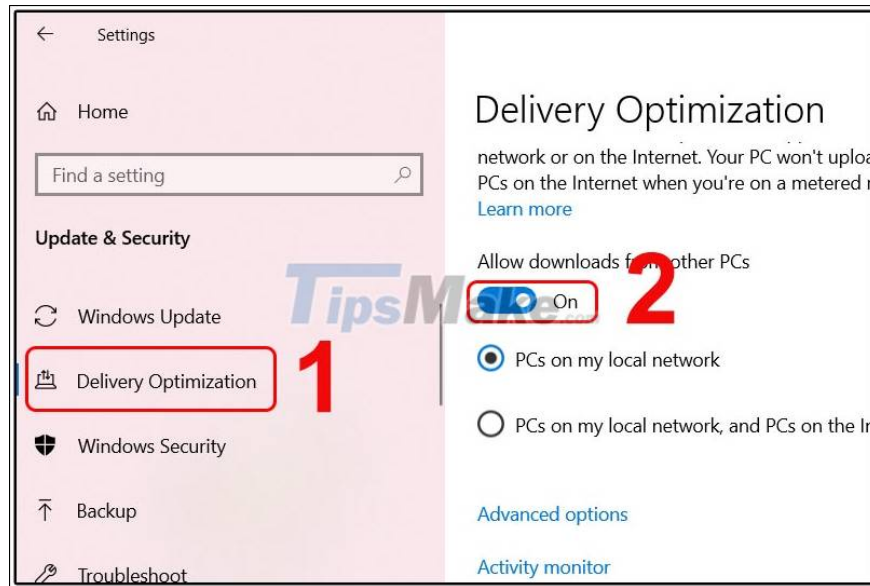 Settings
Home
Find a setting
Update & Security
Windows Update
Delivery Optimization
Windows Security
Backup
Troubleshoot
1
Delivery Optimization
network or on the Internet. Your PC won't uploa
PCs on the Internet when you're on a metered
Learn more
Allow downloads from other PCs
On
2
PCs on my local network
PCs on my local network, and PCs on the In
Advanced options
Activity monitor
TipsMake.com